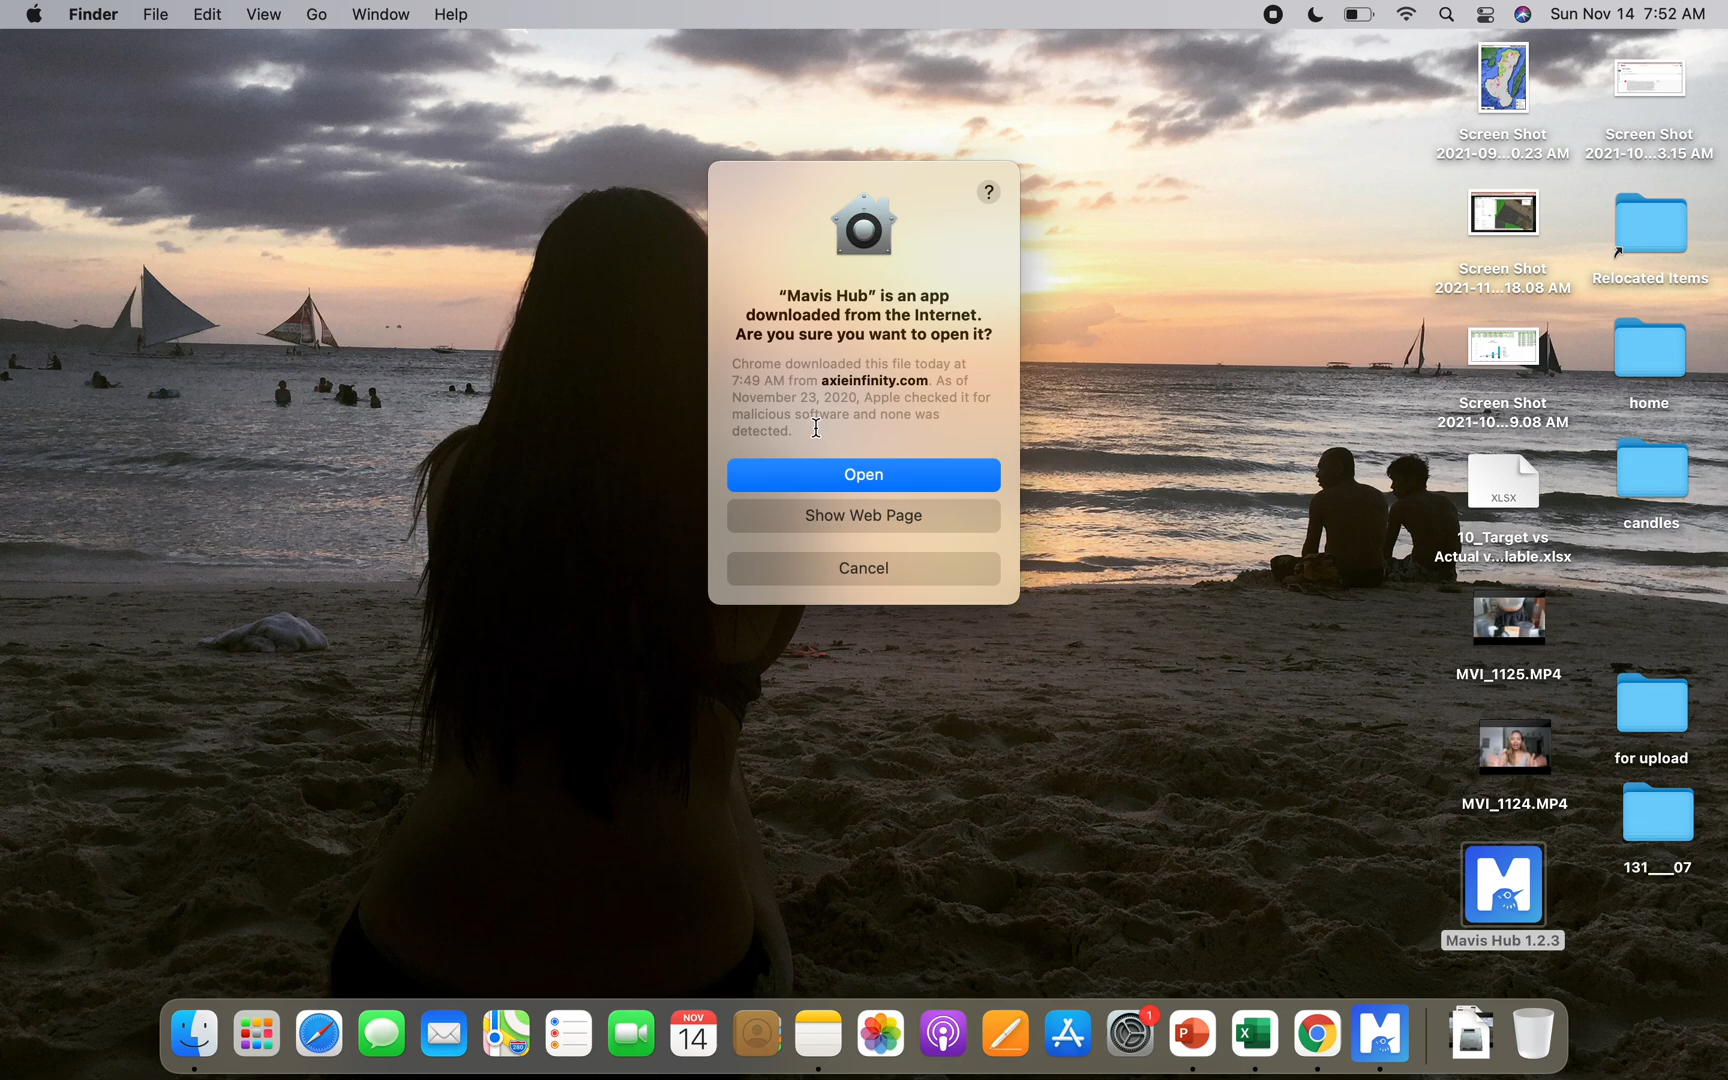 Finder File Edit View Go Window Help
Sun Nov 14 7:52 AM
Screen Shot
2021-09...0.23 AM
Screen Shot
2021-10...3.15 AM
Screen Shot
2021-11...18.08 AM
Relocated Items
Screen Shot
2021-10...9.08 AM
home
XLSX
10_Target vs
Actual v...lable.xlsx
candles
MVI_1125.MP4
for upload
MVI_1124.MP4
131___07
M
Mavis Hub 1.2.3
?
“Mavis Hub” is an app
downloaded from the Internet.
Are you sure you want to open it?
Chrome downloaded this file today at
7:49 AM from axieinfinity.com. As of
November 23, 2020, Apple checked it for
malicious software and none was
detected.
Open
Show Web Page
Cancel
280
NOV
14
1
P
X
M